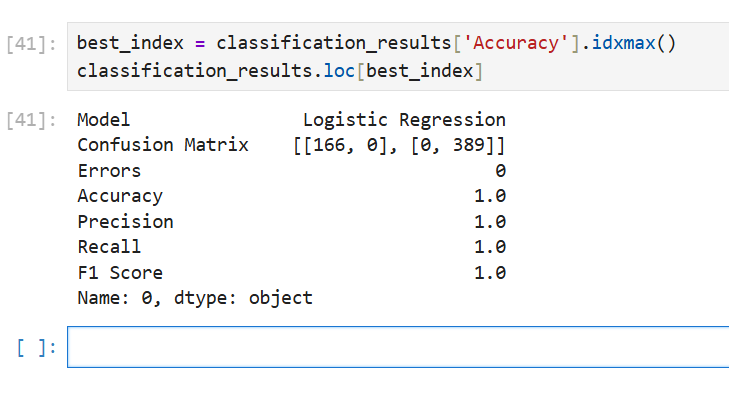 [41]: best_index = classification_results['Accuracy'].idxmax()
classification_results.loc[best_index]
[41]: Model Logistic Regression
Confusion Matrix [[166, 0], [0, 389]]
Errors 0
Accuracy 1.0
Precision 1.0
Recall 1.0
F1 Score 1.0
Name: 0, dtype: object
[ ]: